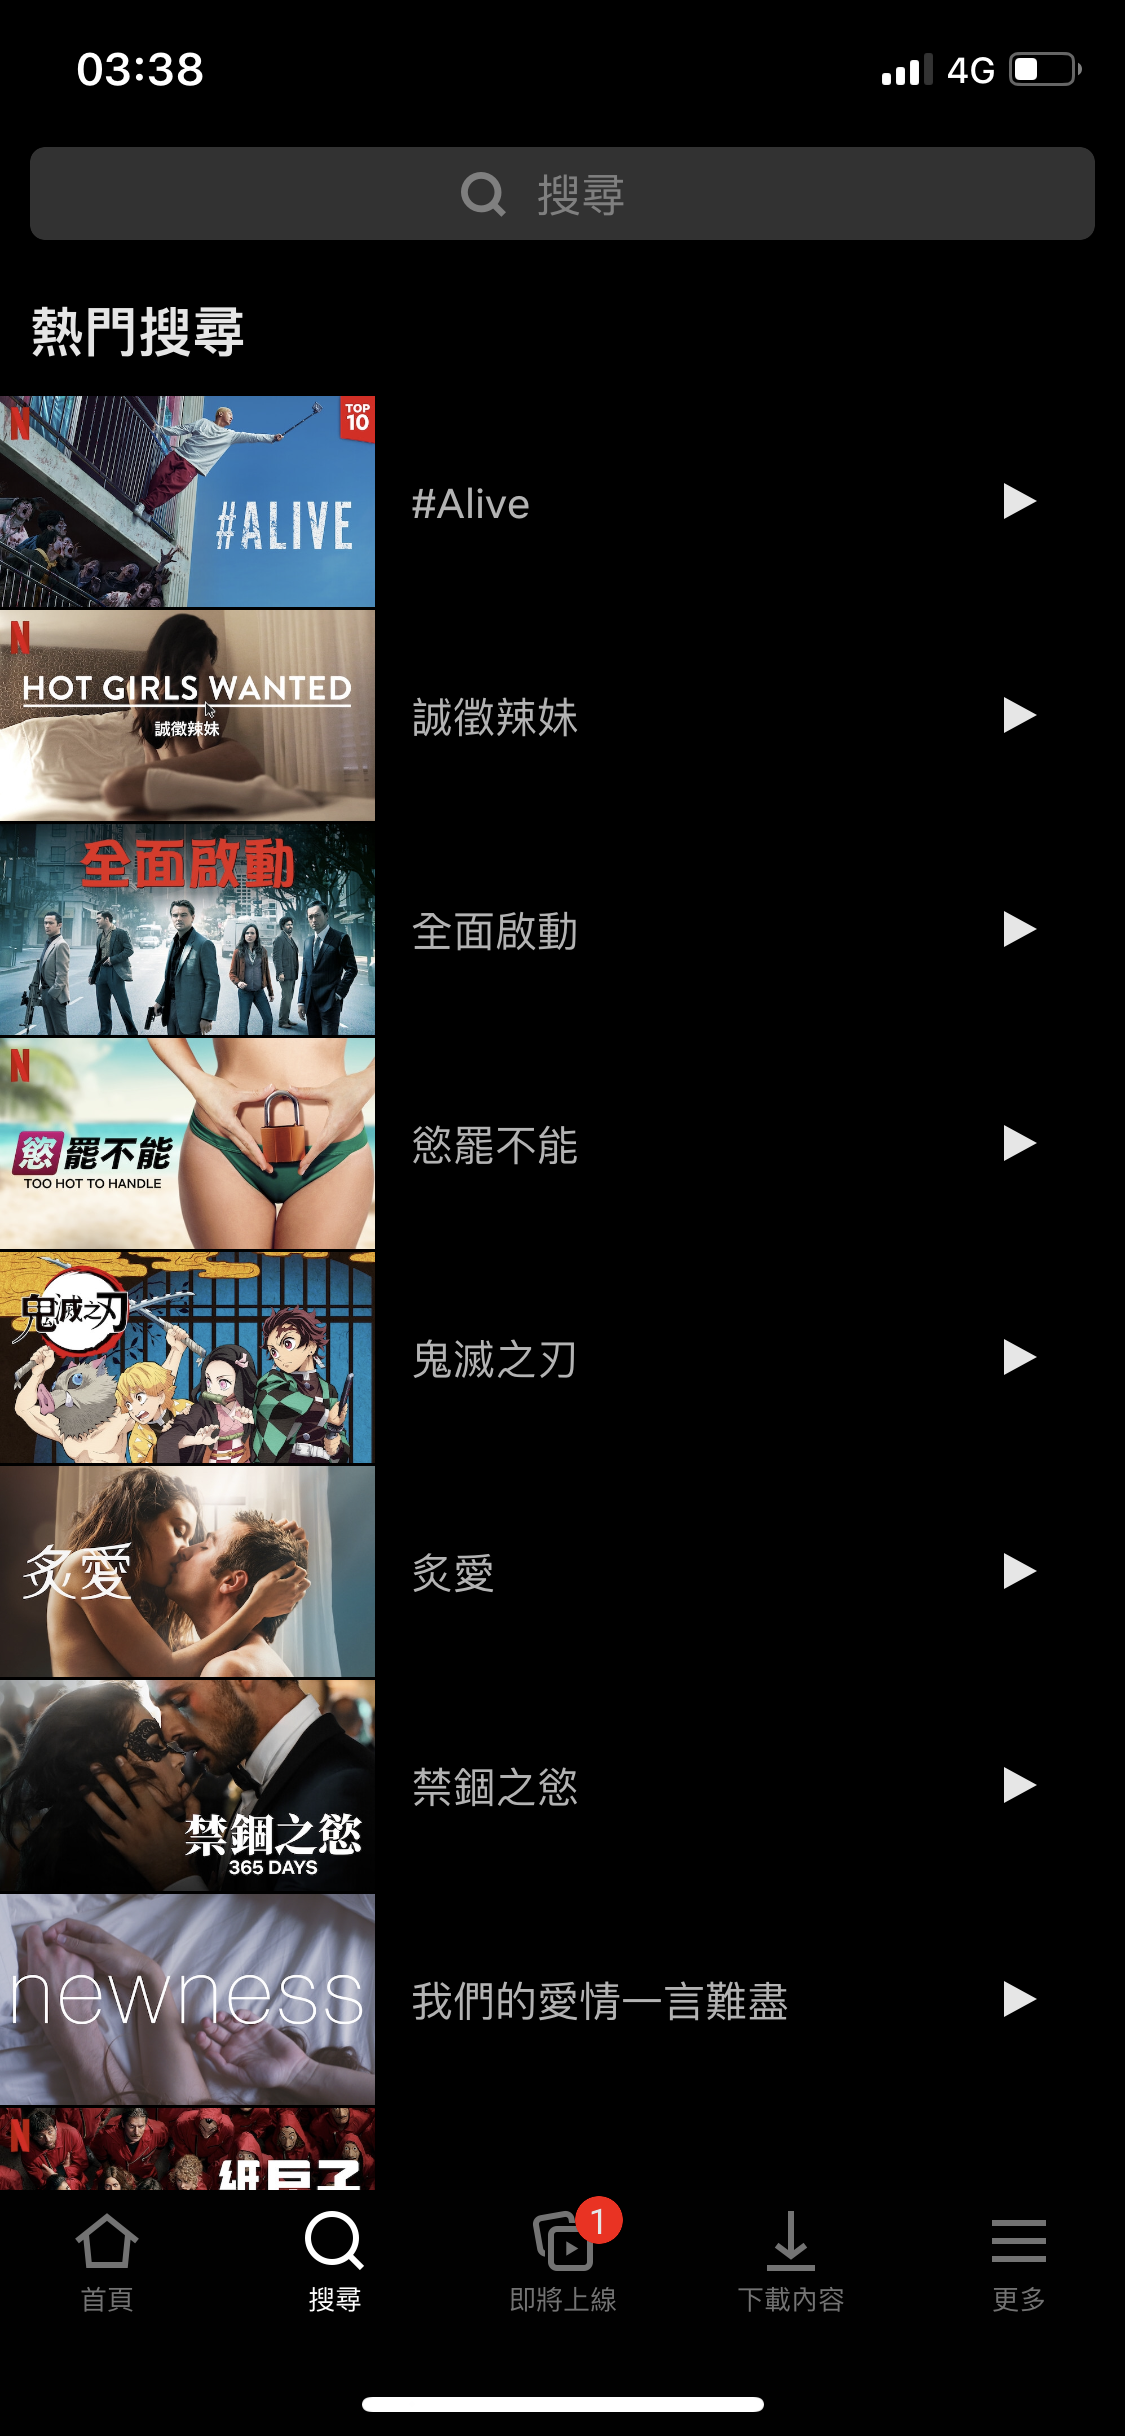 03:38
4G
搜尋
熱門搜尋
N
TOP
10
#ALIVE
#Alive
N
HOT GIRLS WANTED
誠徵辣妹
誠徵辣妹
全面啟動
全面啟動
N
慾罷不能
TOO HOT TO HANDLE
慾罷不能
鬼滅之刃
鬼滅之刃
炙愛
炙愛
禁錮之慾
365 DAYS
禁錮之慾
newness
我們的愛情一言難盡
N
1
首頁
搜尋
即將上線
下載內容
更多